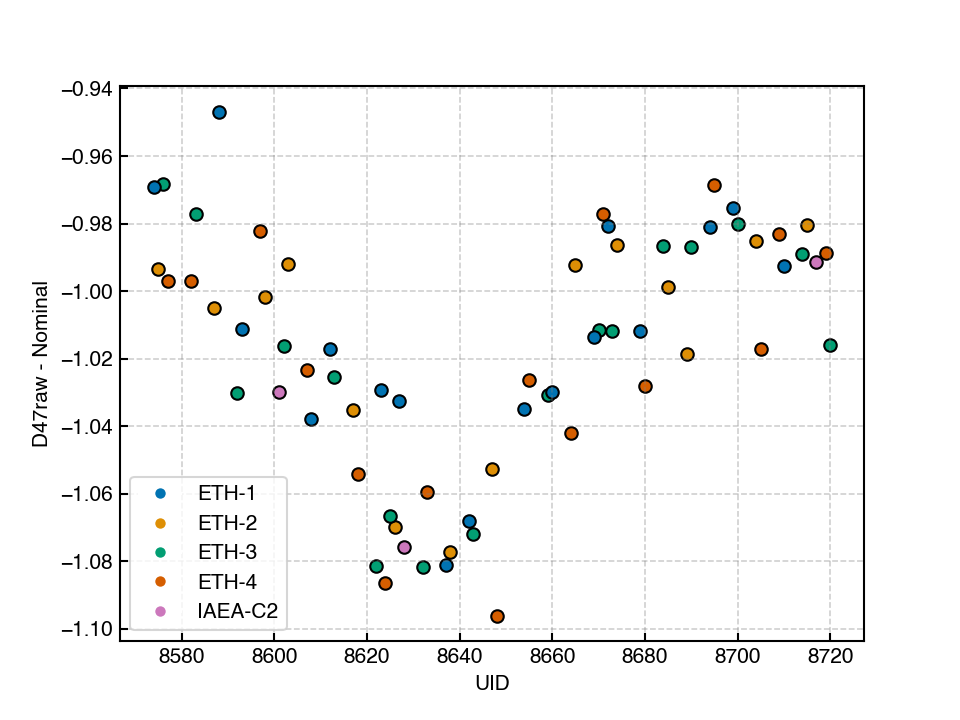 −0.94
−0.96
−0.98
−1.00
−1.02
−1.04
−1.06
−1.08
−1.10
D47raw - Nominal
ETH-1
ETH-2
ETH-3
ETH-4
IAEA-C2
8580 8600 8620 8640 8660 8680 8700 8720
UID